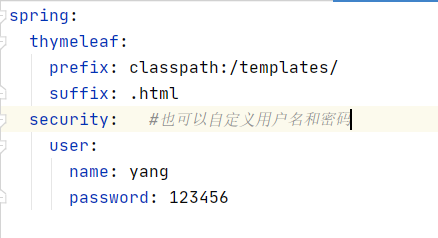 spring:
  thymeleaf:
    prefix: classpath:/templates/
    suffix: .html
  security:   #也可以自定义用户名和密码
    user:
      name: yang
      password: 123456